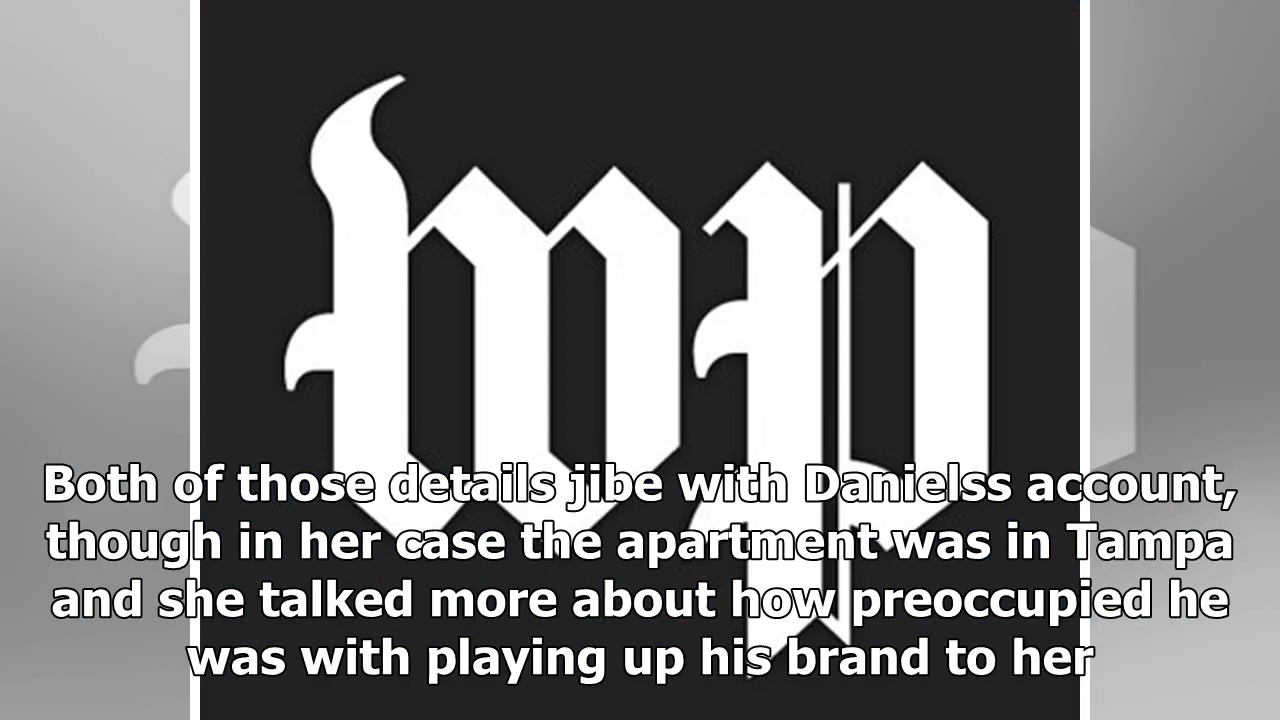 wp
Both of those details jibe with Danielss account,
though in her case the apartment was in Tampa
and she talked more about how preoccupied he
was with playing up his brand to her